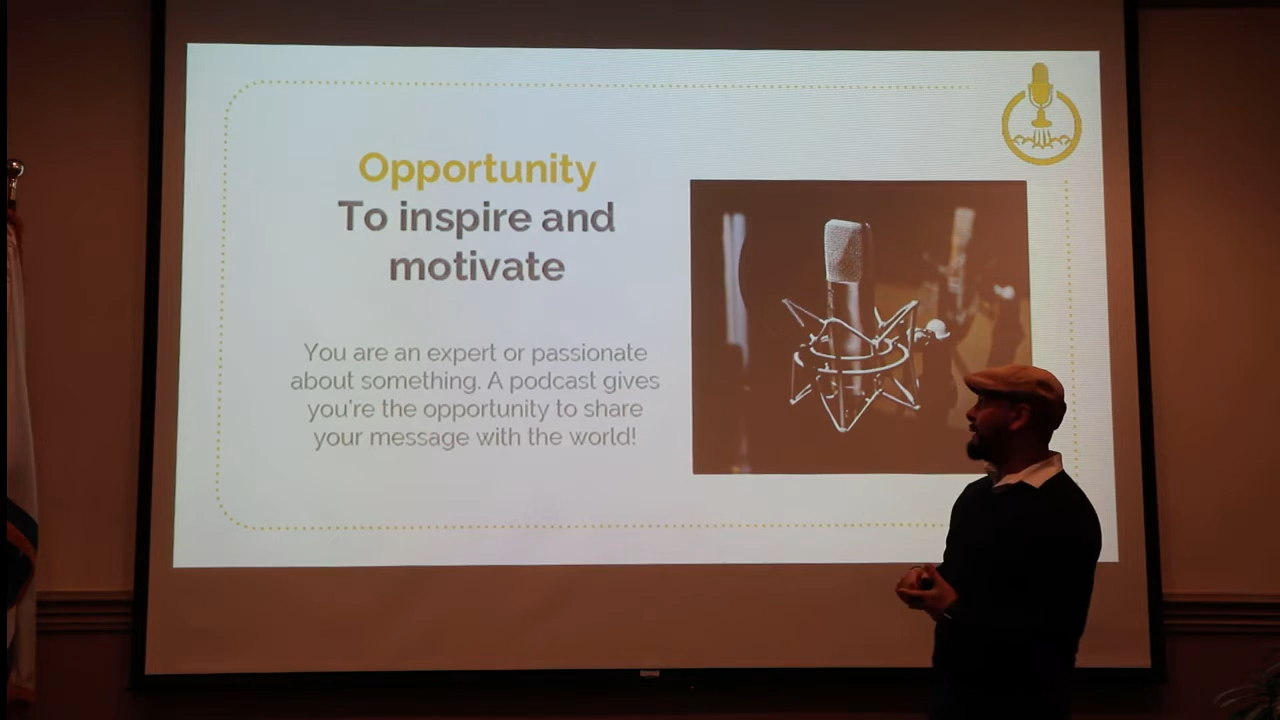 Opportunity
To inspire and
motivate
You are an expert or passionate
about something. A podcast gives
you're the opportunity to share
your message with the world!